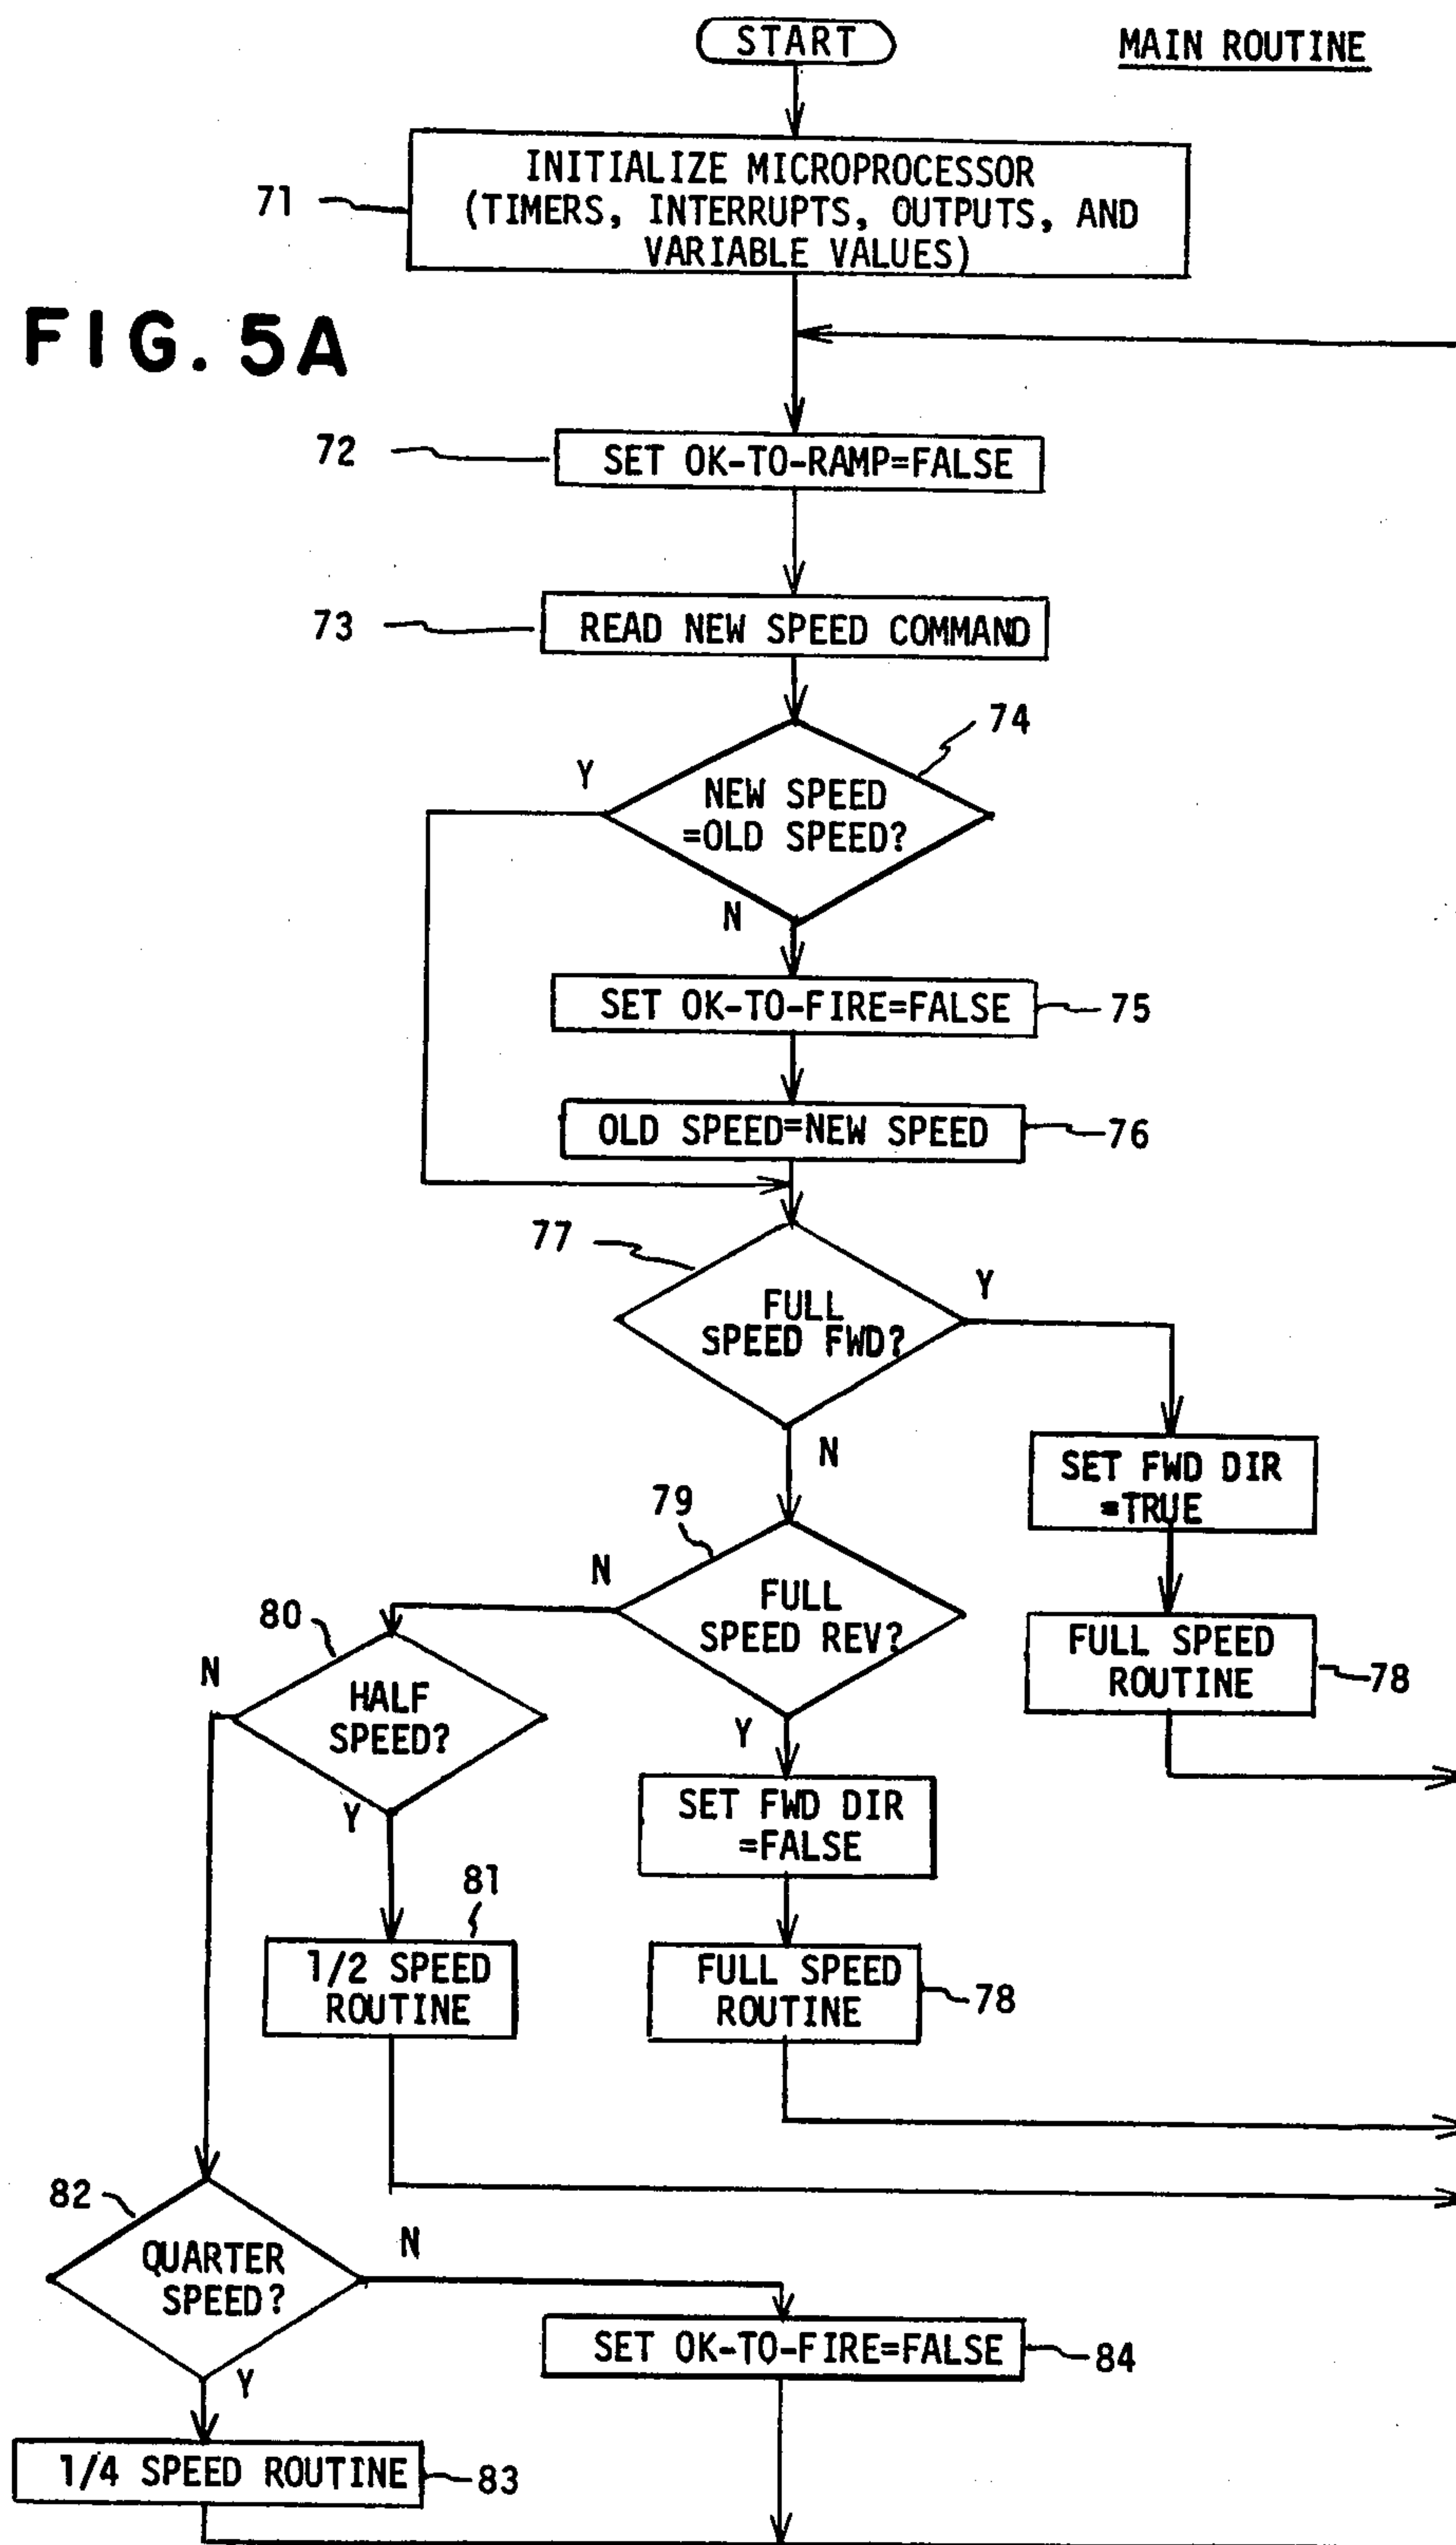 START
MAIN ROUTINE
71
INITIALIZE MICROPROCESSOR
(TIMERS, INTERRUPTS, OUTPUTS, AND
VARIABLE VALUES)
FIG. 5A
72
SET OK-TO-RAMP=FALSE
73
READ NEW SPEED COMMAND
74
Y
NEW SPEED
=OLD SPEED?
N
SET OK-TO-FIRE=FALSE
75
OLD SPEED=NEW SPEED
76
77
FULL
SPEED FWD?
Y
N
SET FWD DIR
=TRUE
79
N
FULL
SPEED REV?
FULL SPEED
ROUTINE
78
80
N
HALF
SPEED?
Y
Y
SET FWD DIR
=FALSE
81
1/2 SPEED
ROUTINE
FULL SPEED
ROUTINE
78
82
QUARTER
SPEED?
N
SET OK-TO-FIRE=FALSE
84
Y
1/4 SPEED ROUTINE
83